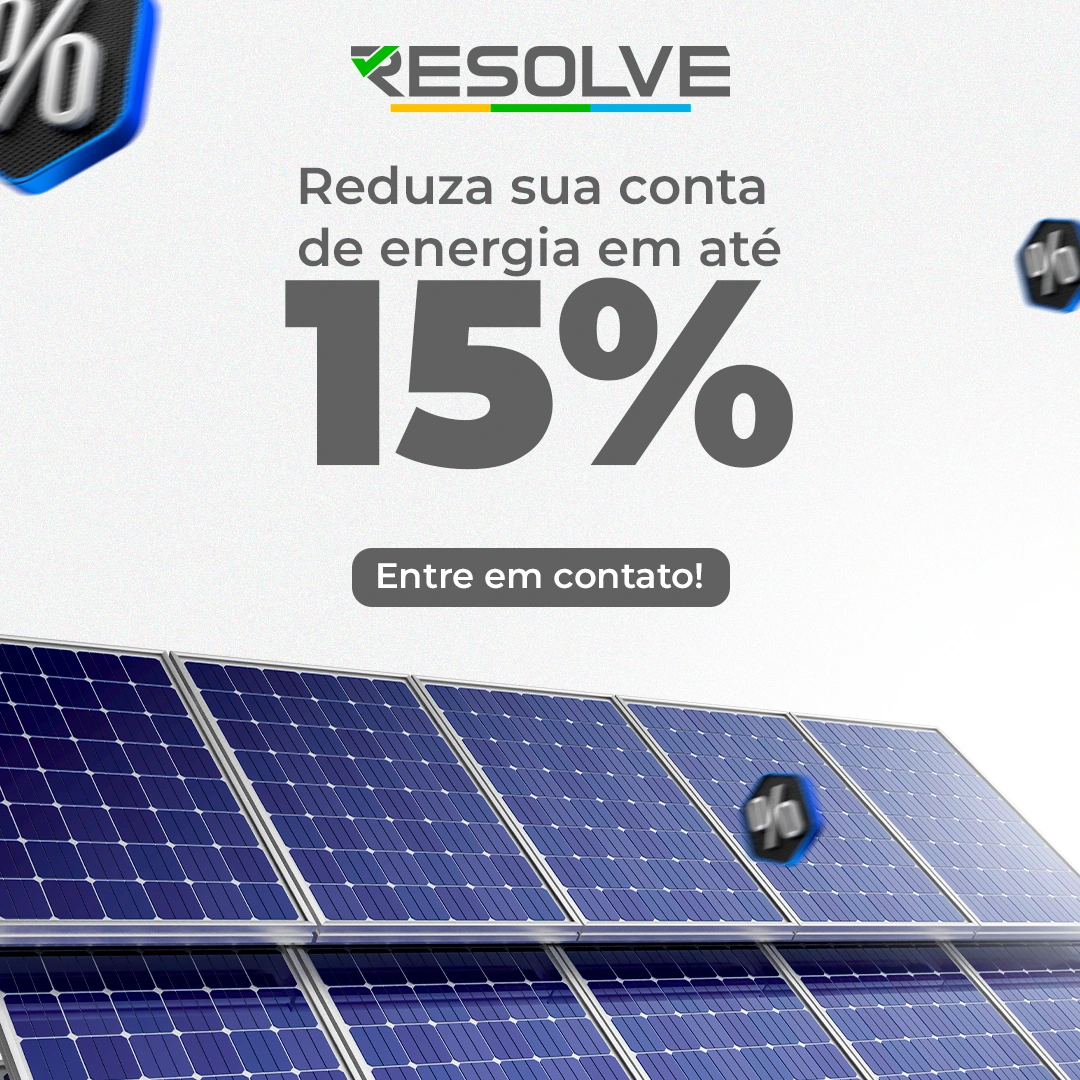 %
RESOLVE
Reduza sua conta
de energia em até
15%
%
Entre em contato!
%